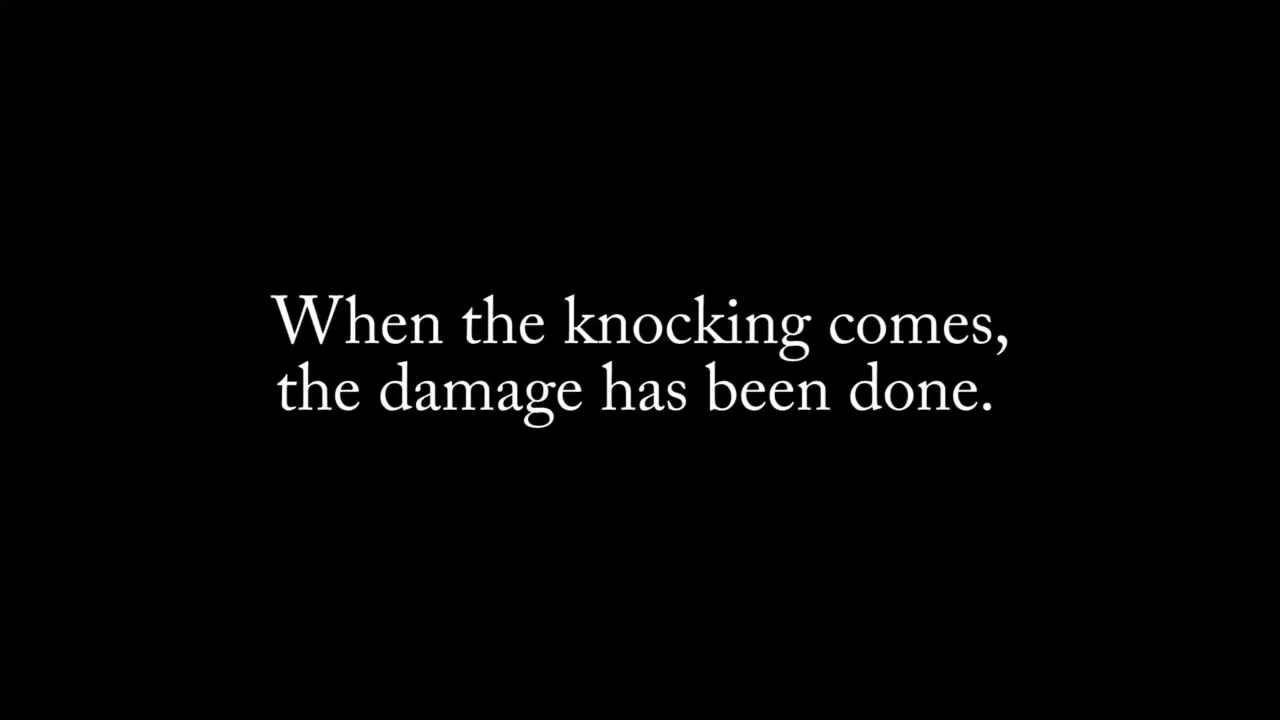 When the knocking comes,
the damage has been done.